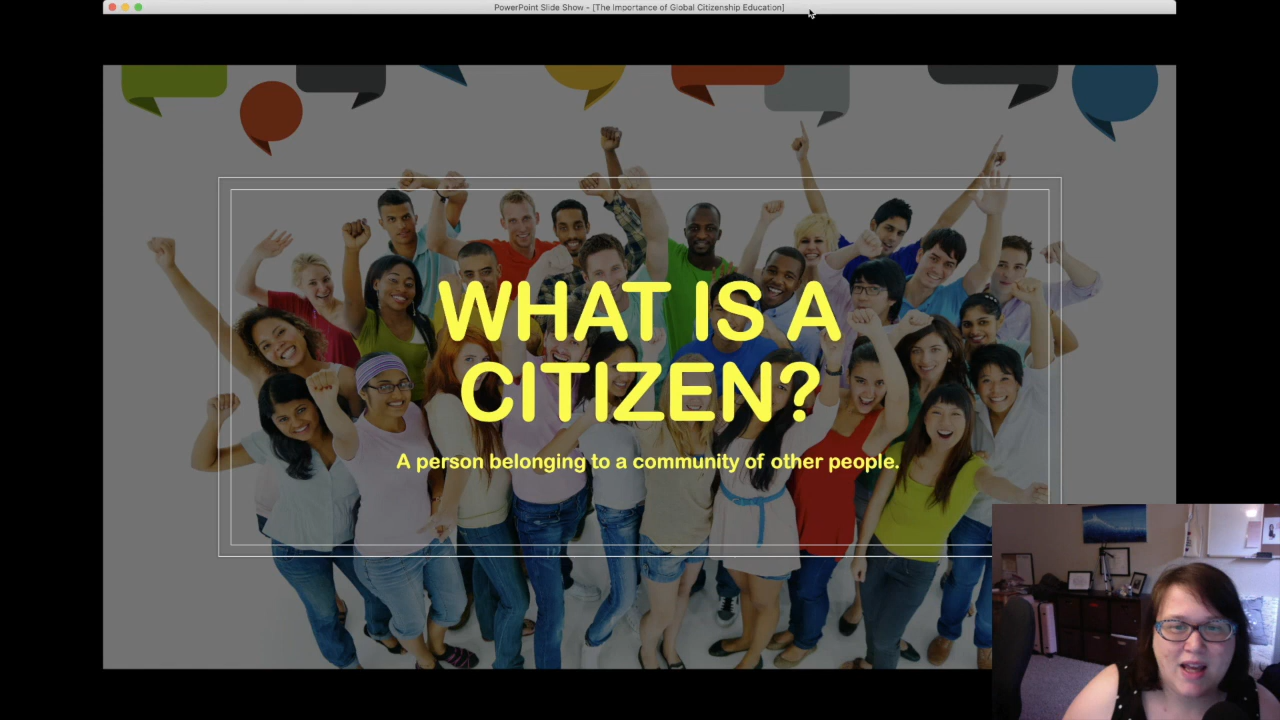 PowerPoint Slide Show - [The Importance of Global Citizenship Education]
WHAT IS A
CITIZEN?
A person belonging to a community of other people.